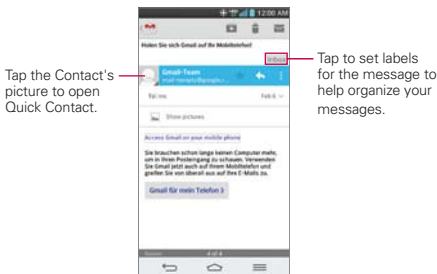 12:00 AM
Holen Sie sich Gmail auf Ihr Mobiltelefon!
Inbox
Tap the Contact's
picture to open
Quick Contact.
Gmail-Team
To: me
Feb 6
Show pictures
Access Gmail on your mobile phone
Sie brauchen schon lange keinen Computer mehr,
um in Ihren Posteingang zu schauen. Verwenden
Sie Gmail jetzt auch auf Ihrem Mobiltelefon und
greifen Sie von überall aus auf Ihre E-Mails zu.
Gmail für mein Telefon
4 of 4
Tap to set labels
for the message to
help organize your
messages.